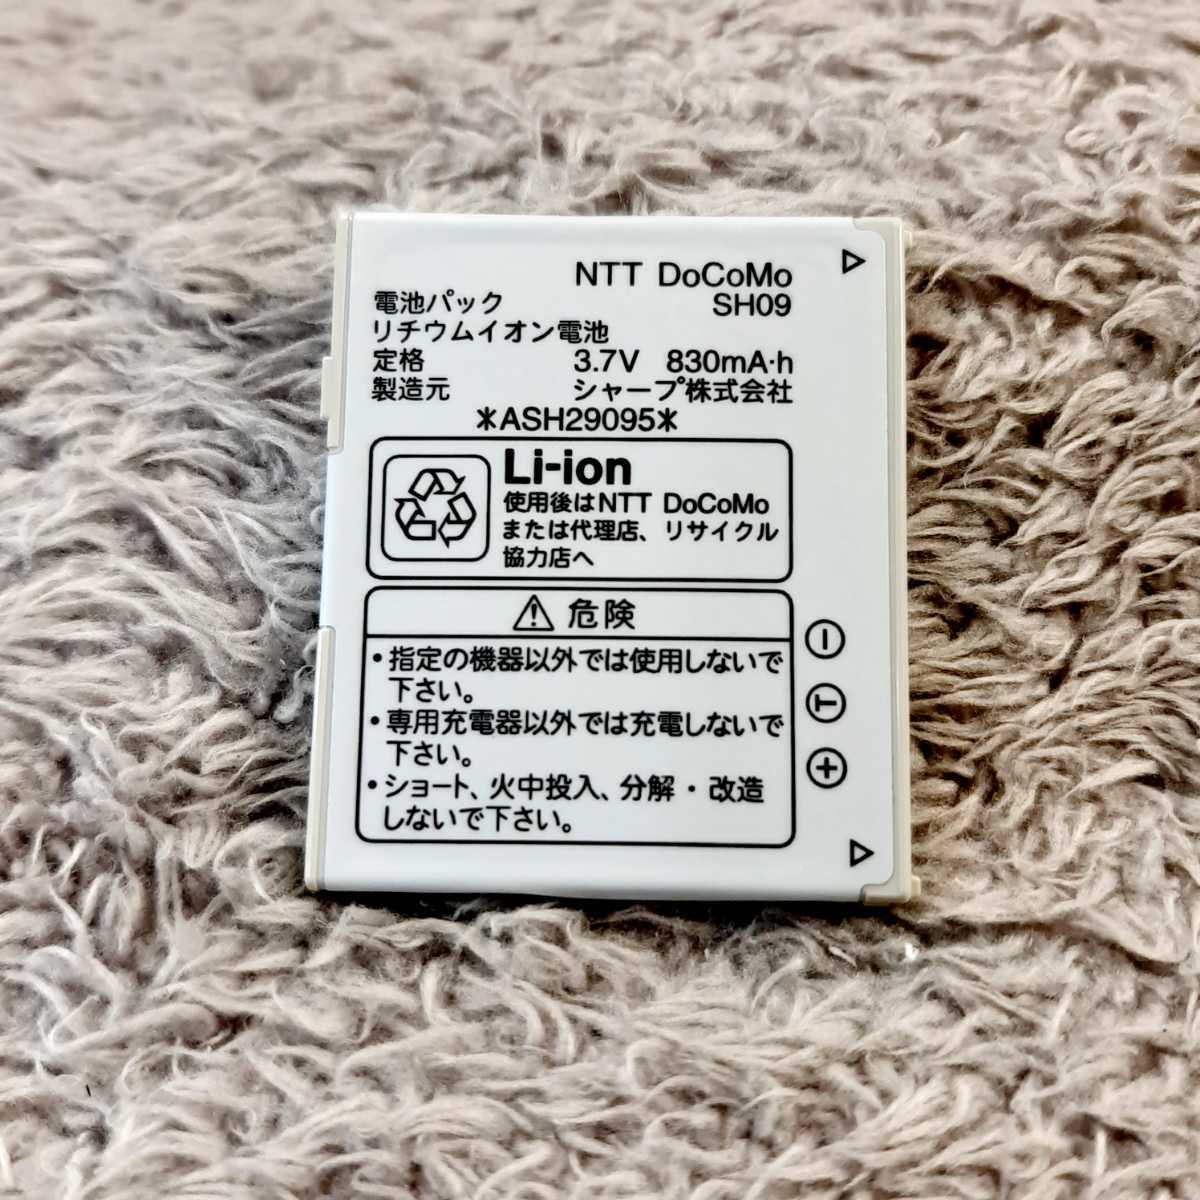 NTT DoCoMo
電池パック SH09
リチウムイオン電池
定格 3.7V 830mA·h
製造元 シャープ株式会社
*ASH29095*
Li-ion
使用後はNTT DoCoMo
または代理店、リサイクル
協力店へ
危険
•指定の機器以外では使用しないで
下さい。
•専用充電器以外では充電しないで
下さい。
•ショート、火中投入、分解・改造
しないで下さい。
−
T
+